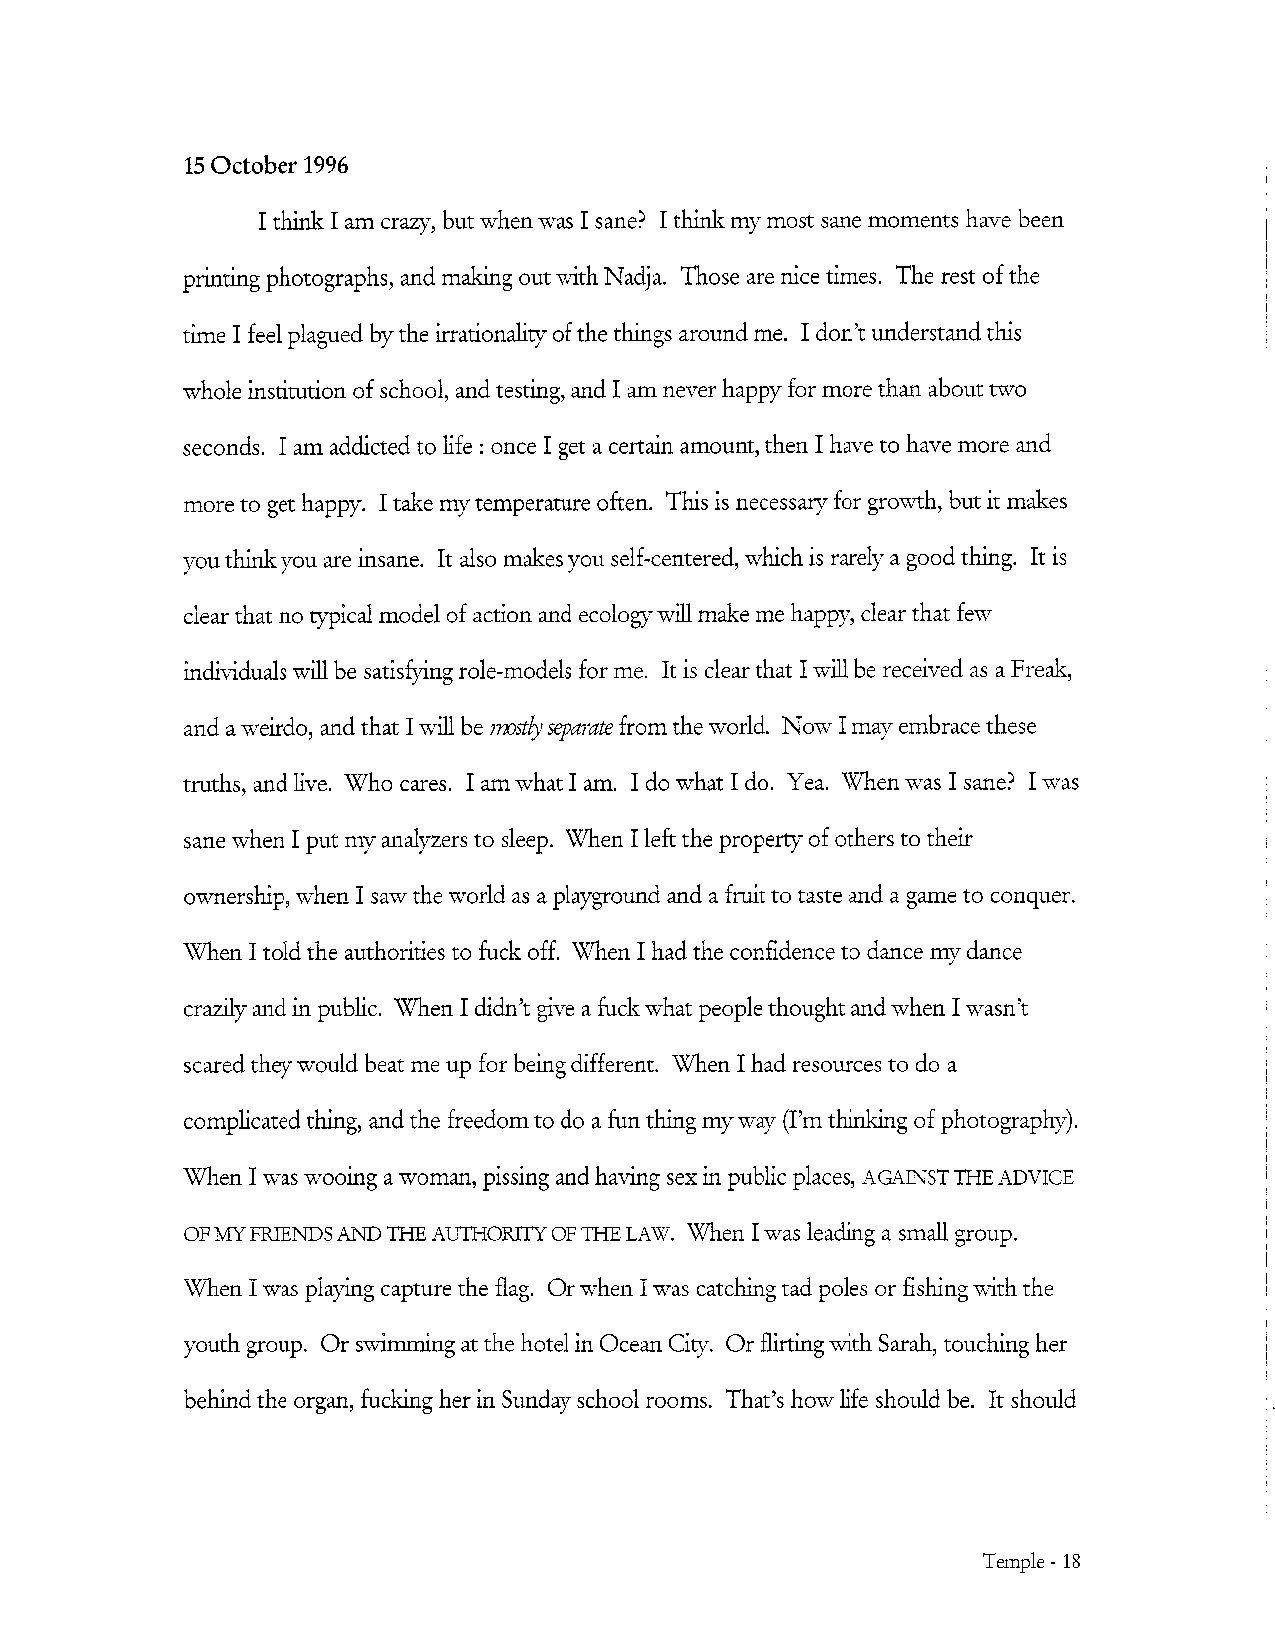 15 October 1996
I think I am crazy, but when was I sane? I think my most sane moments have been
printing photographs, and making out with Nadja. Those are nice times. The rest of the
time I feel plagued by the irrationality of the things around me. I don't understand this
whole institution of school, and testing, and I am never happy for more than about two
seconds. I am addicted to life : once I get a certain amount, then I have to have more and
more to get happy. I take my temperature often. This is necessary for growth, but it makes
you think you are insane. It also makes you self-centered, which is rarely a good thing. It is
clear that no typical model of action and ecology will make me happy, clear that few
individuals will be satisfying role-models for me. It is clear that I will be received as a Freak,
and a weirdo, and that I will be mostly separate from the world. Now I may embrace these
truths, and live. Who cares. I am what I am. I do what I do. Yea. When was I sane? I was
sane when I put my analyzers to sleep. When I left the property of others to their
ownership, when I saw the world as a playground and a fruit to taste and a game to conquer.
When I told the authorities to fuck off. When I had the confidence to dance my dance
crazily and in public. When I didn't give a fuck what people thought and when I wasn't
scared they would beat me up for being different. When I had resources to do a
complicated thing, and the freedom to do a fun thing my way (I'm thinking of photography).
When I was wooing a woman, pissing and having sex in public places, AGAINST THE ADVICE
OF MY FRIENDS AND THE AUTHORITY OF THE LAW. When I was leading a small group.
When I was playing capture the flag. Or when I was catching tad poles or fishing with the
youth group. Or swimming at the hotel in Ocean City. Or flirting with Sarah, touching her
behind the organ, fucking her in Sunday school rooms. That's how life should be. It should
Temple - 18